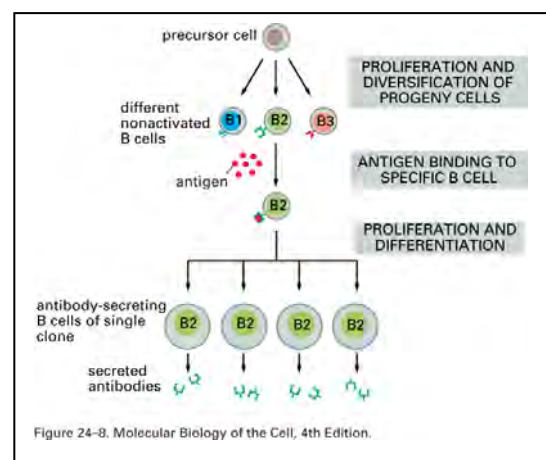 precursor cell
PROLIFERATION AND
DIVERSIFICATION OF
PROGENY CELLS
different
nonactivated
B cells
B1
B2
B3
antigen
ANTIGEN BINDING TO
SPECIFIC B CELL
B2
PROLIFERATION AND
DIFFERENTIATION
antibody-secreting
B cells of single
clone
B2
B2
B2
B2
secreted
antibodies
Figure 24–8. Molecular Biology of the Cell, 4th Edition.